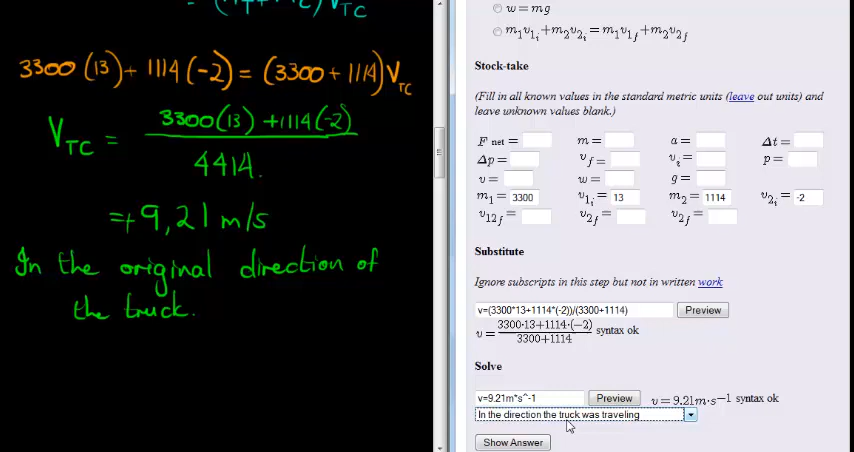 V TC
3300 (13) + 1114 (-2) = (3300 + 1114) V TC
V TC = 3300 (13) + 1114 (-2)
4414.
= +9,21 m/s
In the original direction of
the truck.
w = mg
m₁v₁ᵢ+m₂v₂ᵢ = m₁v₁f+m₂v₂f
Stock-take
(Fill in all known values in the standard metric units (leave out units) and
leave unknown values blank.)
F net = m = a = Δt =
Δp = vf = vᵢ = p =
v = w = g =
m₁ = 3300 v₁ᵢ = 13 m₂ = 1114 v₂ᵢ = -2
v₁₂f = v₂f = v₂f =
Substitute
Ignore subscripts in this step but not in written work
v=(3300*13+1114*(-2))/(3300+1114) Preview
v = 3300·13+1114·(−2) syntax ok
3300+1114
Solve
v=9.21m*s^-1 Preview v = 9.21m·s⁻¹ syntax ok
In the direction the truck was traveling
Show Answer